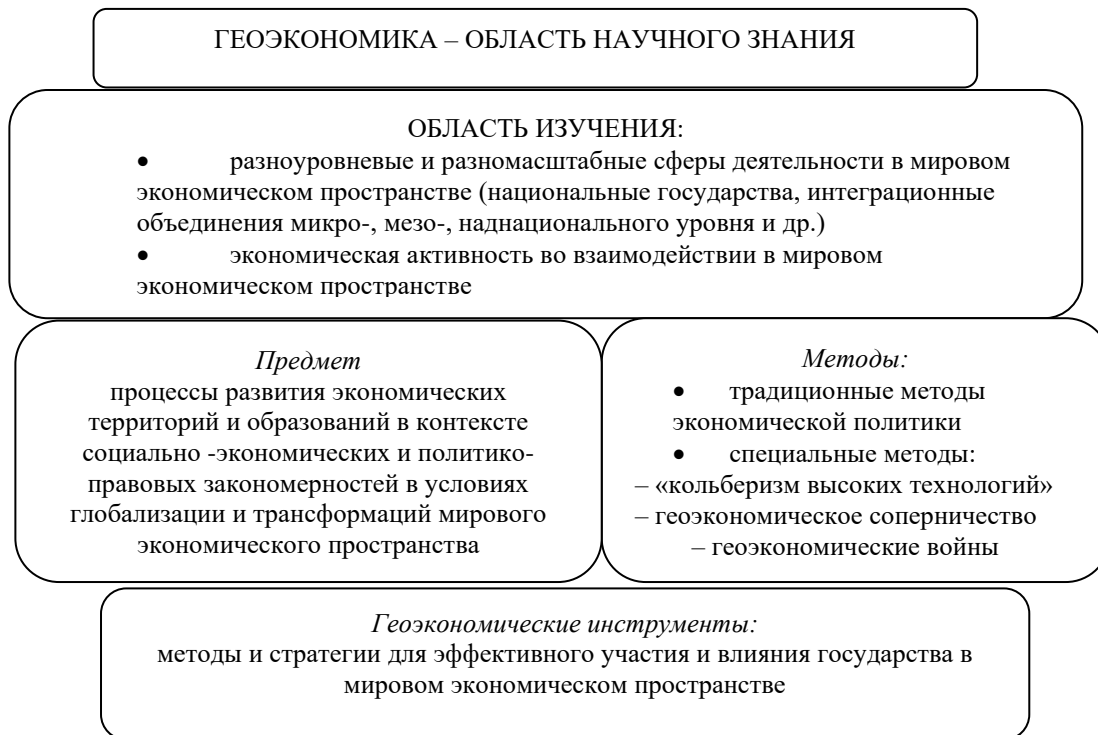 ГЕОЭКОНОМИКА – ОБЛАСТЬ НАУЧНОГО ЗНАНИЯ
ОБЛАСТЬ ИЗУЧЕНИЯ:
• разноуровневые и разномасштабные сферы деятельности в мировом
экономическом пространстве (национальные государства, интеграционные
объединения микро-, мезо-, наднационального уровня и др.)
• экономическая активность во взаимодействии в мировом
экономическом пространстве
Предмет
процессы развития экономических
территорий и образований в контексте
социально -экономических и политико-
правовых закономерностей в условиях
глобализации и трансформаций мирового
экономического пространства
Методы:
• традиционные методы
экономической политики
• специальные методы:
– «кольберизм высоких технологий»
– геоэкономическое соперничество
– геоэкономические войны
Геоэкономические инструменты:
методы и стратегии для эффективного участия и влияния государства в
мировом экономическом пространстве